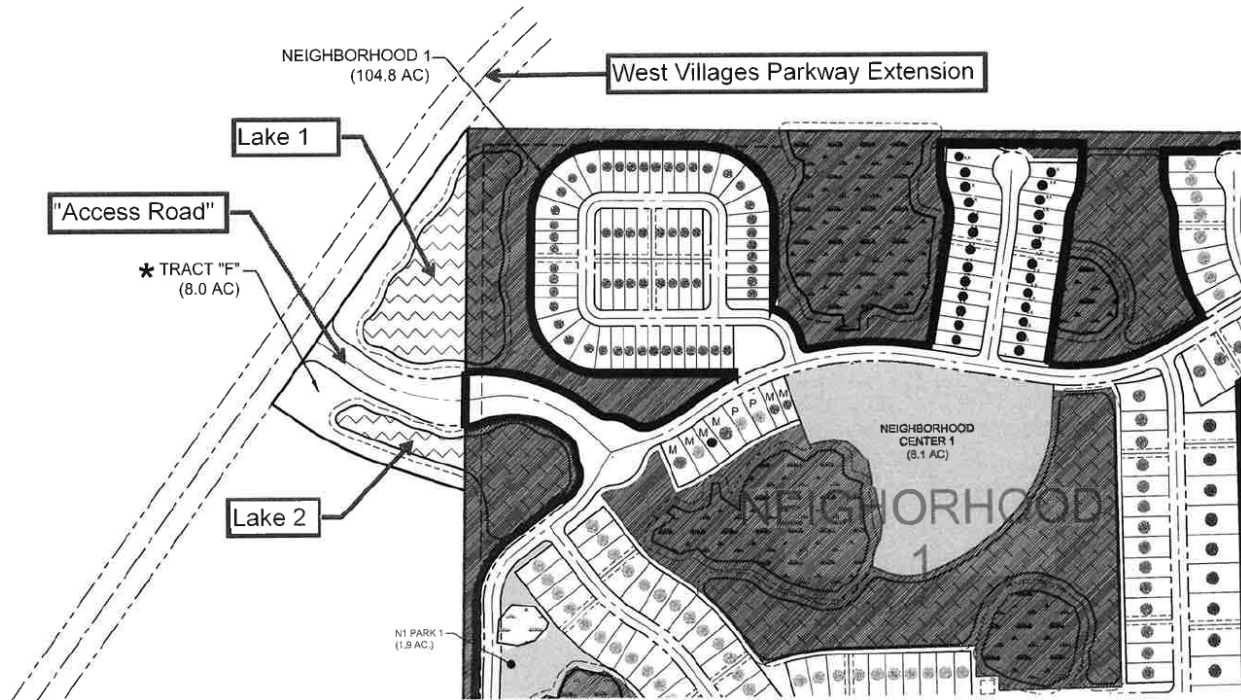 NEIGHBORHOOD 1
(104.8 AC)
West Villages Parkway Extension
Lake 1
"Access Road"
* TRACT "F"
(8.0 AC)
Lake 2
M
M
M
M
P
P
M
M
NEIGHBORHOOD
CENTER 1
(8.1 AC)
NEIGHORHOOD
1
N1 PARK 1
(1.9 AC.)